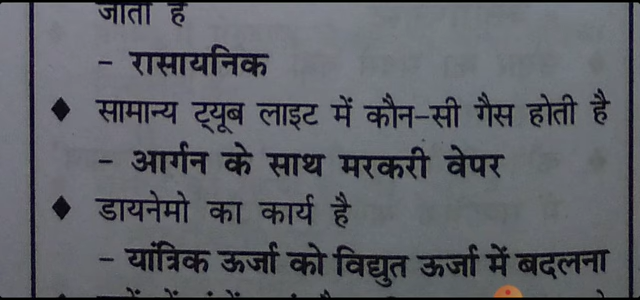 जाता है
- रासायनिक
◆ सामान्य ट्यूब लाइट में कौन-सी गैस होती है
- आर्गन के साथ मरकरी वेपर
◆ डायनेमो का कार्य है
- यांत्रिक ऊर्जा को विद्युत ऊर्जा में बदलना